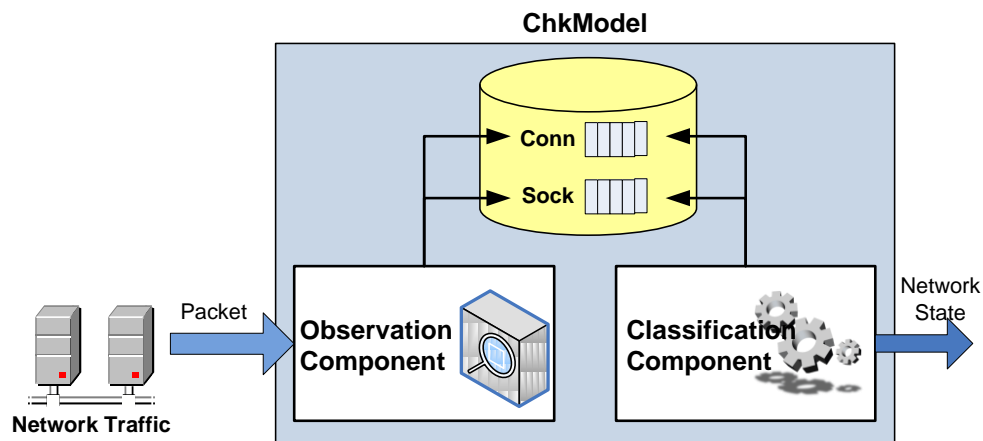 ChkModel
Conn
Sock
Packet
Observation
Component
Classification
Component
Network
State
Network Traffic